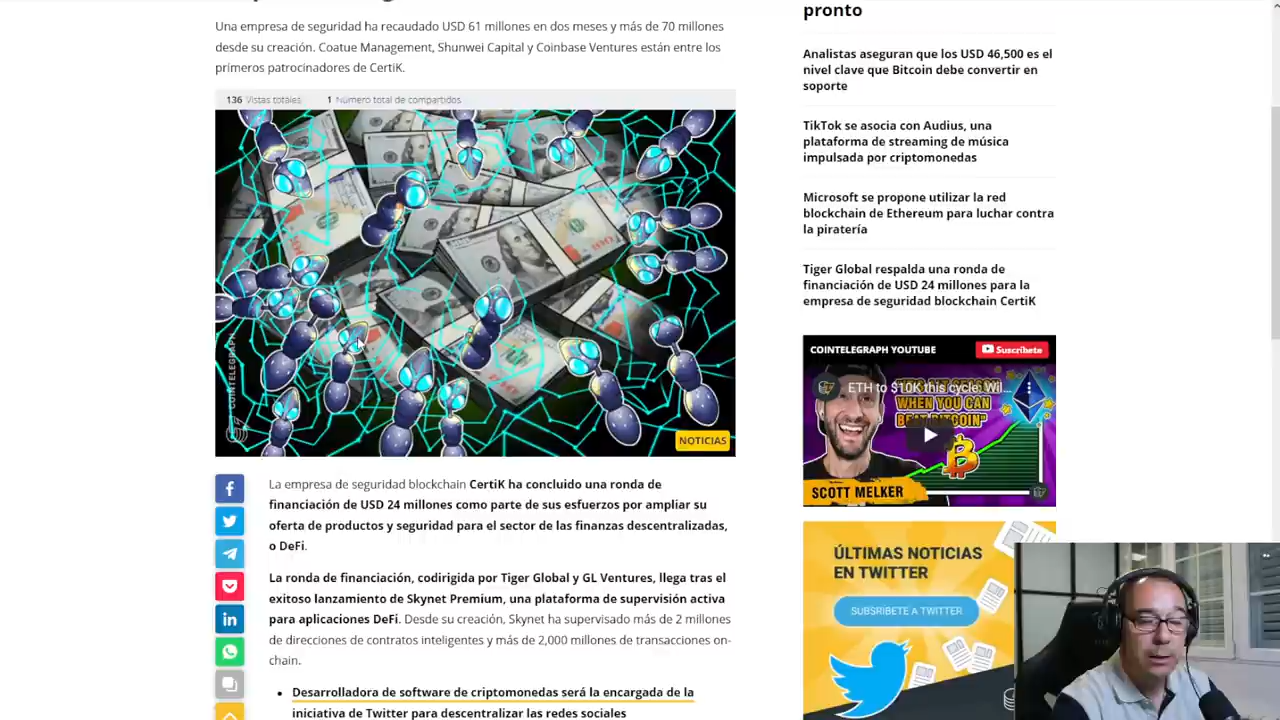 Una empresa de seguridad ha recaudado USD 61 millones en dos meses y más de 70 millones
desde su creación. Coatue Management, Shunwei Capital y Coinbase Ventures están entre los
primeros patrocinadores de CertiK.
136 Vistas totales
1 Número total de compartidos
COINTELEGRAPH
NOTICIAS
La empresa de seguridad blockchain CertiK ha concluido una ronda de
financiación de USD 24 millones como parte de sus esfuerzos por ampliar su
oferta de productos y seguridad para el sector de las finanzas descentralizadas,
o DeFi.
La ronda de financiación, codirigida por Tiger Global y GL Ventures, llega tras el
exitoso lanzamiento de Skynet Premium, una plataforma de supervisión activa
para aplicaciones DeFi. Desde su creación, Skynet ha supervisado más de 2 millones
de direcciones de contratos inteligentes y más de 2,000 millones de transacciones on-
chain.
• Desarrolladora de software de criptomonedas será la encargada de la
iniciativa de Twitter para descentralizar las redes sociales
pronto
Analistas aseguran que los USD 46,500 es el
nivel clave que Bitcoin debe convertir en
soporte
TikTok se asocia con Audius, una
plataforma de streaming de música
impulsada por criptomonedas
Microsoft se propone utilizar la red
blockchain de Ethereum para luchar contra
la piratería
Tiger Global respalda una ronda de
financiación de USD 24 millones para la
empresa de seguridad blockchain CertiK
COINTELEGRAPH YOUTUBE
Suscríbete
ETH to $10K this cycle. Wil...
WHEN YOU CAN
BEAT BITCOIN"
SCOTT MELKER
ÚLTIMAS NOTICIAS
EN TWITTER
SUBSRIBETE A TWITTER